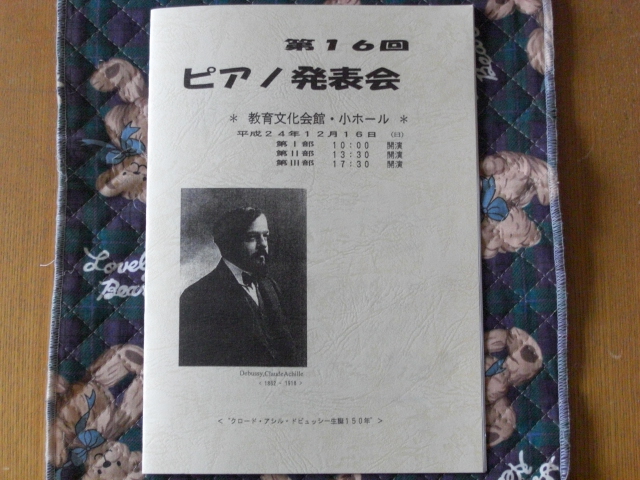 第16回
ピアノ発表会
* 教育文化会館・小ホール *
平成24年12月16日 (日)
第Ⅰ部 10:00 開演
第Ⅱ部 13:30 開演
第Ⅲ部 17:30 開演
Debussy,ClaudeAchille
< 1862 - 1918 >
<“クロード・アシル・ドビュッシー生誕150年”>
Lovely
Bear